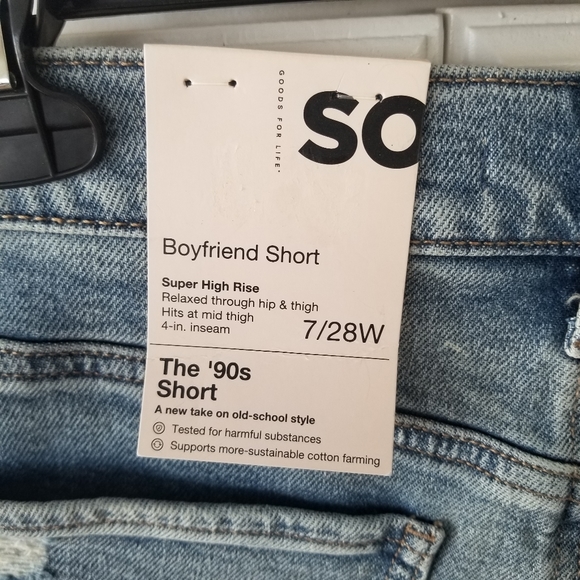 GOODS FOR LIFE
SO
Boyfriend Short
Super High Rise
Relaxed through hip & thigh
Hits at mid thigh
4-in. inseam
7/28W
The '90s
Short
A new take on old-school style
Tested for harmful substances
Supports more-sustainable cotton farming